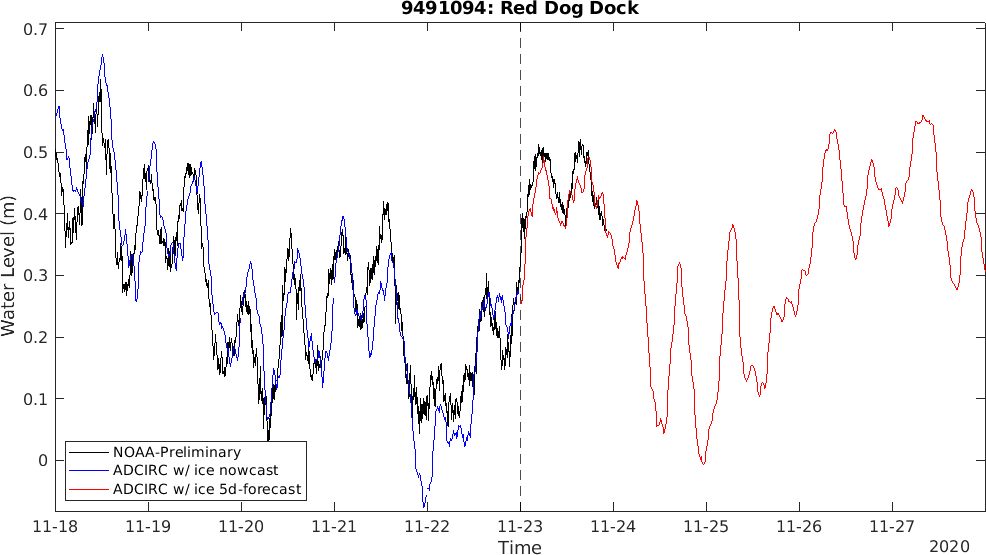 9491094: Red Dog Dock
0.7
0.6
0.5
0.4
0.3
0.2
0.1
0
Water Level (m)
NOAA-Preliminary
ADCIRC w/ ice nowcast
ADCIRC w/ ice 5d-forecast
11-18 11-19 11-20 11-21 11-22 11-23 11-24 11-25 11-26 11-27
Time
2020